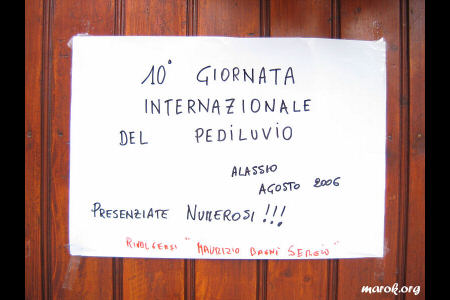 10° GIORNATA
INTERNAZIONALE
DEL PEDILUVIO
ALASSIO
AGOSTO 2006
PRESENZIATE NUMEROSI!!!
RIVOLGERSI "MAURIZIO BAGNI SERGIO"
marok.org